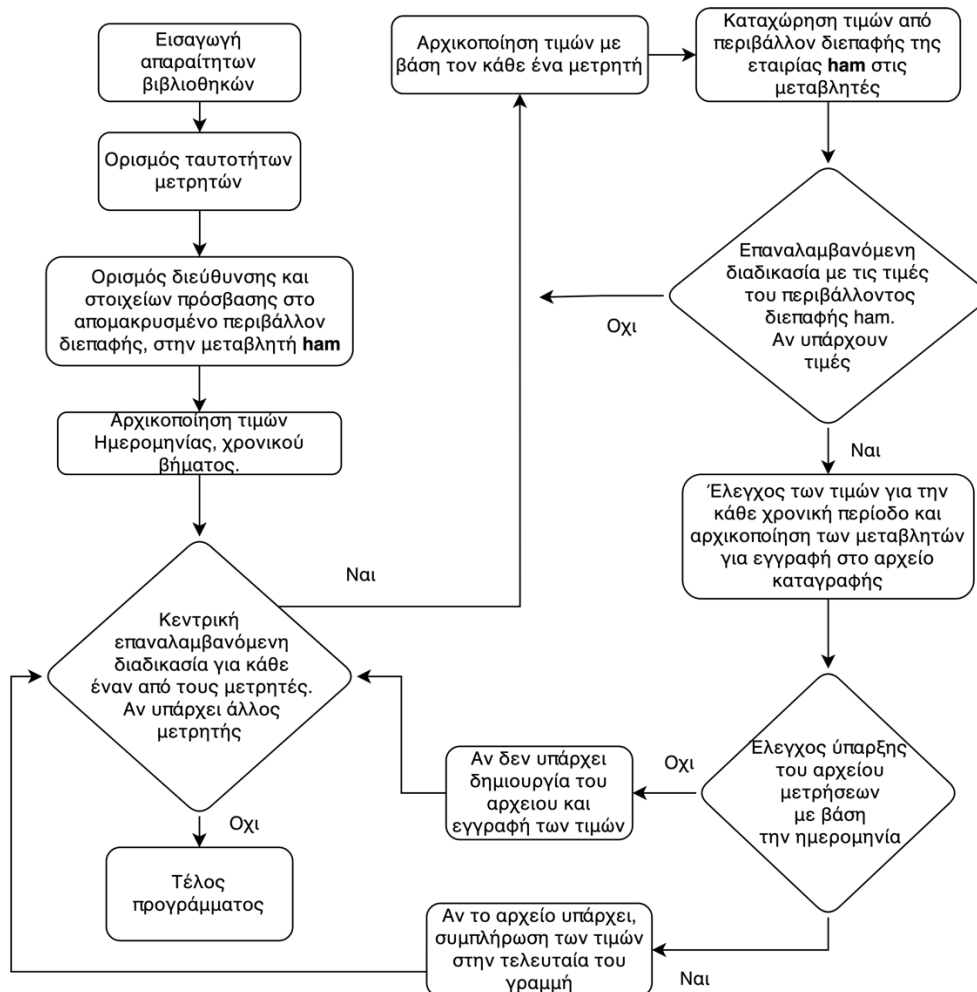 Εισαγωγή
απαραίτητων
βιβλιοθηκών
Ορισμός ταυτοτήτων
μετρητών
Ορισμός διεύθυνσης και
στοιχείων πρόσβασης στο
απομακρυσμένο περιβάλλον
διεπαφής, στην μεταβλητή ham
Αρχικοποίηση τιμών
Ημερομηνίας, χρονικού
βήματος.
Κεντρική
επαναλαμβανόμενη
διαδικασία για κάθε
έναν από τους μετρητές.
Αν υπάρχει άλλος
μετρητής
Ναι
Οχι
Τέλος
προγράμματος
Αρχικοποίηση τιμών με
βάση τον κάθε ένα μετρητή
Καταχώρηση τιμών από
περιβάλλον διεπαφής της
εταιρίας ham στις
μεταβλητές
Επαναλαμβανόμενη
διαδικασία με τις τιμές
του περιβάλλοντος
διεπαφής ham.
Αν υπάρχουν
τιμές
Οχι
Ναι
Έλεγχος των τιμών για την
κάθε χρονική περίοδο και
αρχικοποίηση των μεταβλητών
για εγγραφή στο αρχείο
καταγραφής
Έλεγχος ύπαρξης
του αρχείου
μετρήσεων
με βάση
την ημερομηνία
Οχι
Αν δεν υπάρχει
δημιουργία του
αρχειου και
εγγραφή των τιμών
Ναι
Αν το αρχείο υπάρχει,
συμπλήρωση των τιμών
στην τελευταία του
γραμμή